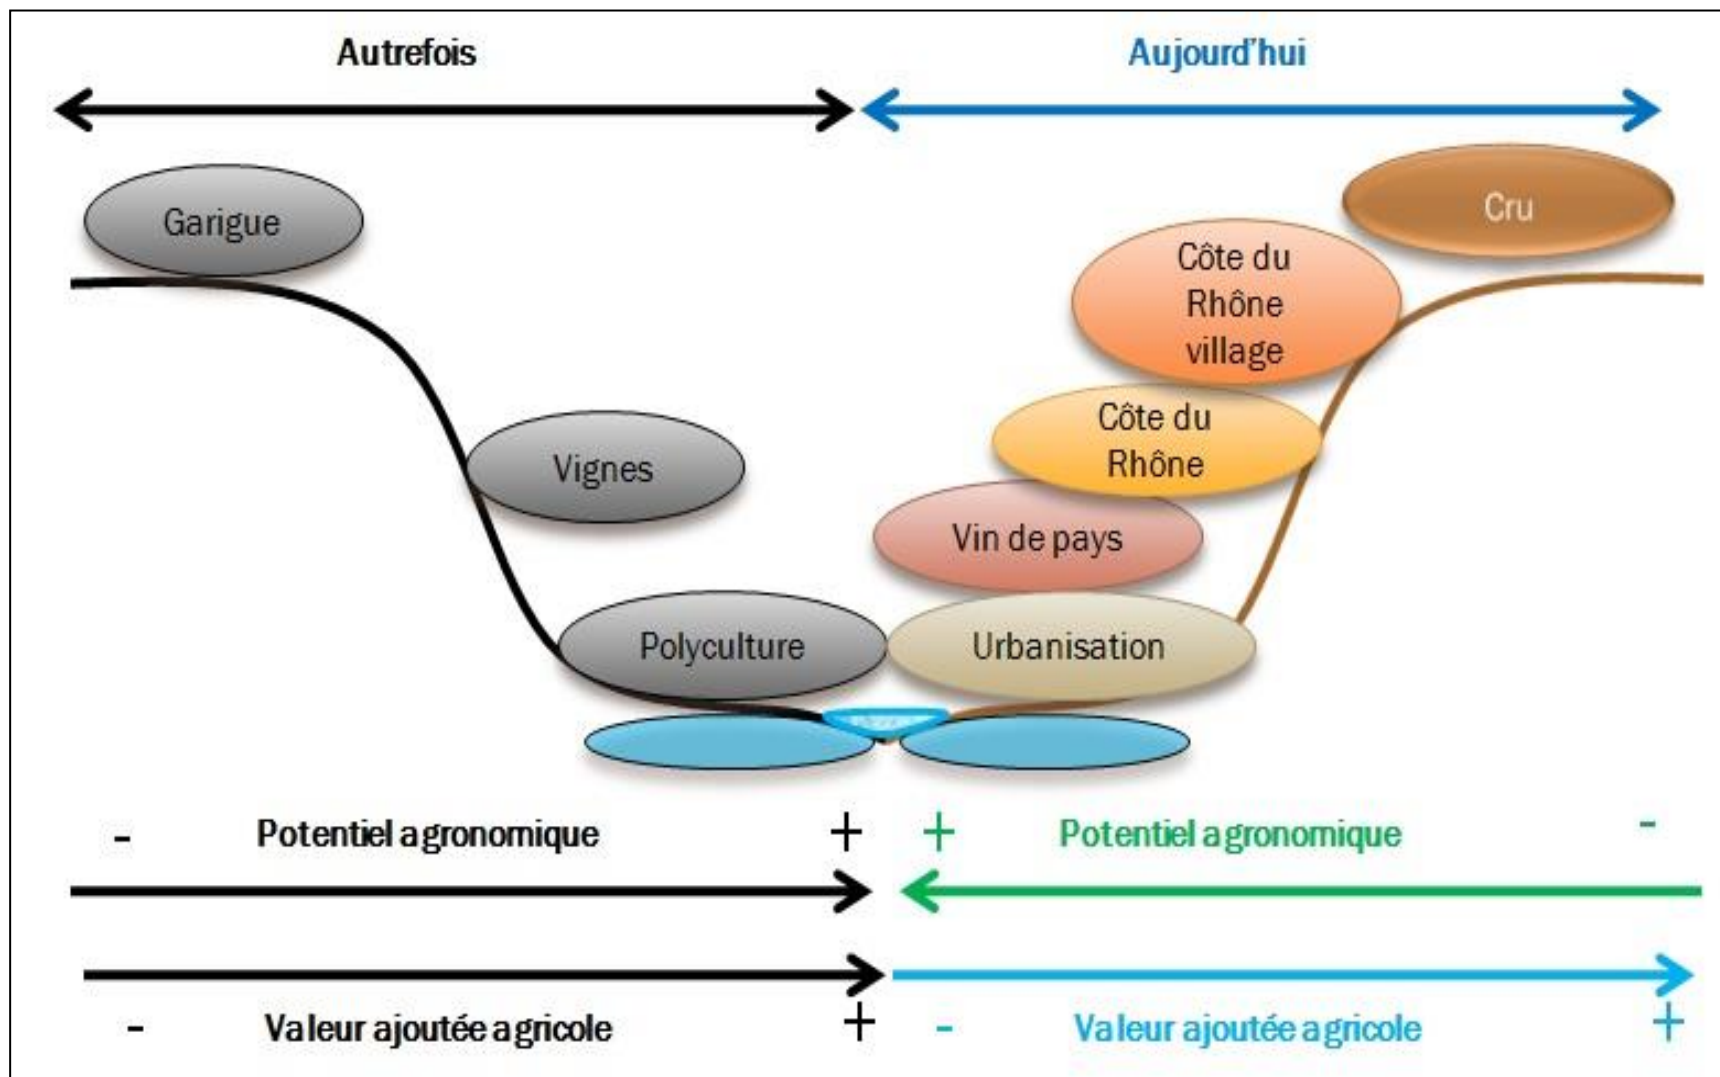 Autrefois
Aujourd'hui
Garigue
Cru
Côte du
Rhône
village
Côte du
Rhône
Vignes
Vin de pays
Polyculture
Urbanisation
- Potentiel agronomique +
+ Potentiel agronomique -
- Valeur ajoutée agricole +
- Valeur ajoutée agricole +